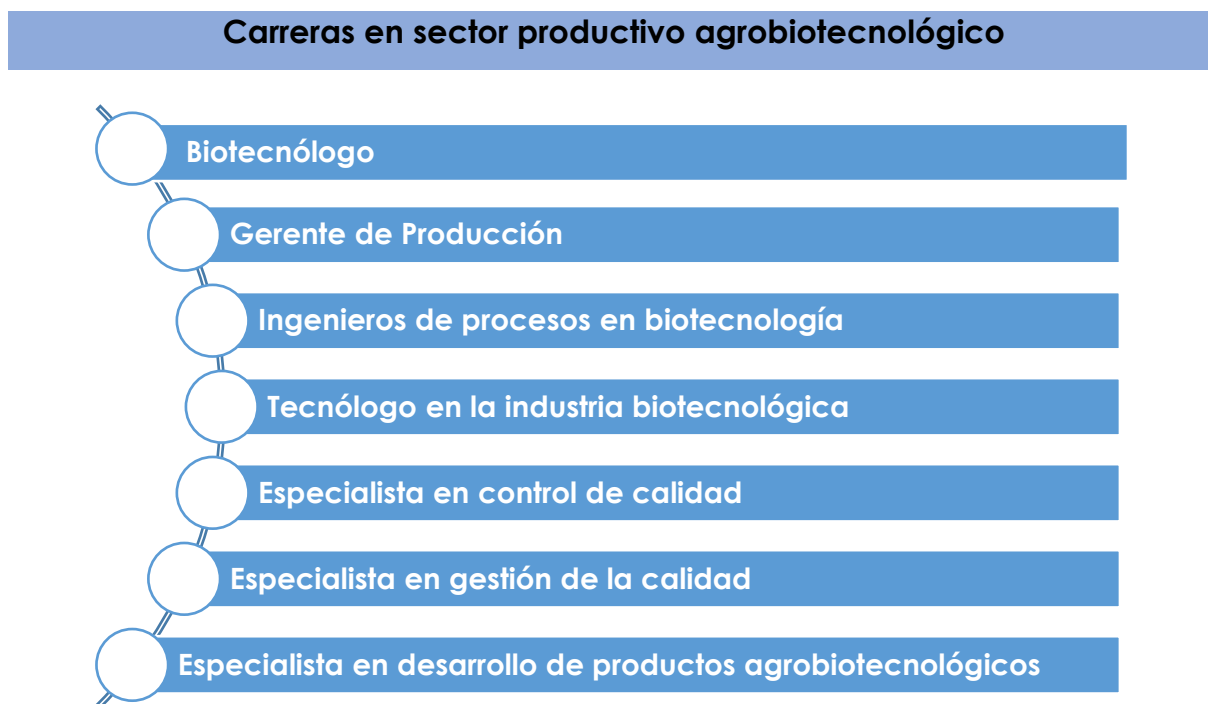 Carreras en sector productivo agrobiotecnológico
Biotecnólogo
Gerente de Producción
Ingenieros de procesos en biotecnología
Tecnólogo en la industria biotecnológica
Especialista en control de calidad
Especialista en gestión de la calidad
Especialista en desarrollo de productos agrobiotecnológicos